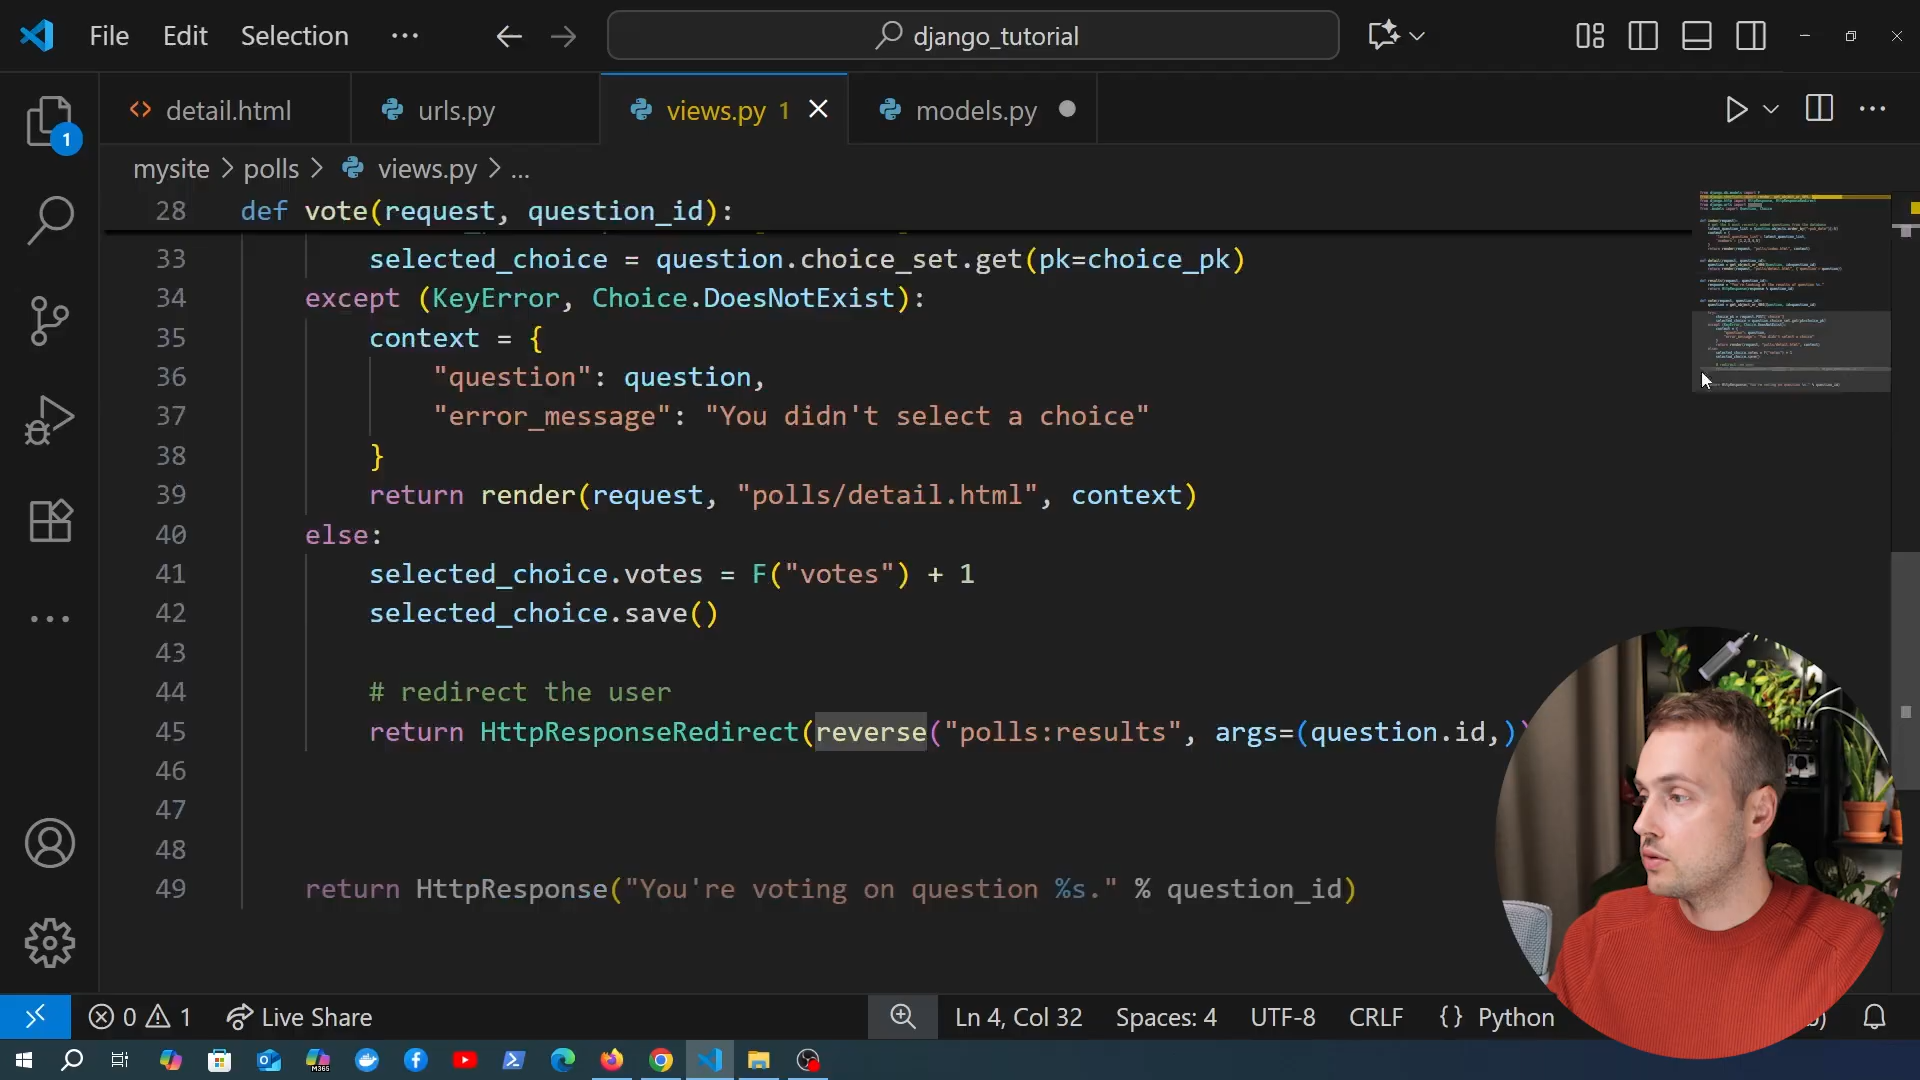 File Edit Selection ··· django_tutorial
detail.html urls.py views.py 1 models.py
mysite > polls > views.py > ...
28 def vote(request, question_id):
33 selected_choice = question.choice_set.get(pk=choice_pk)
34 except (KeyError, Choice.DoesNotExist):
35 context = {
36 "question": question,
37 "error_message": "You didn't select a choice"
38 }
39 return render(request, "polls/detail.html", context)
40 else:
41 selected_choice.votes = F("votes") + 1
42 selected_choice.save()
43
44 # redirect the user
45 return HttpResponseRedirect(reverse("polls:results", args=(question.id,))
46
47
48
49 return HttpResponse("You're voting on question %s." % question_id)
1
0 1 Live Share Ln 4, Col 32 Spaces: 4 UTF-8 CRLF {} Python